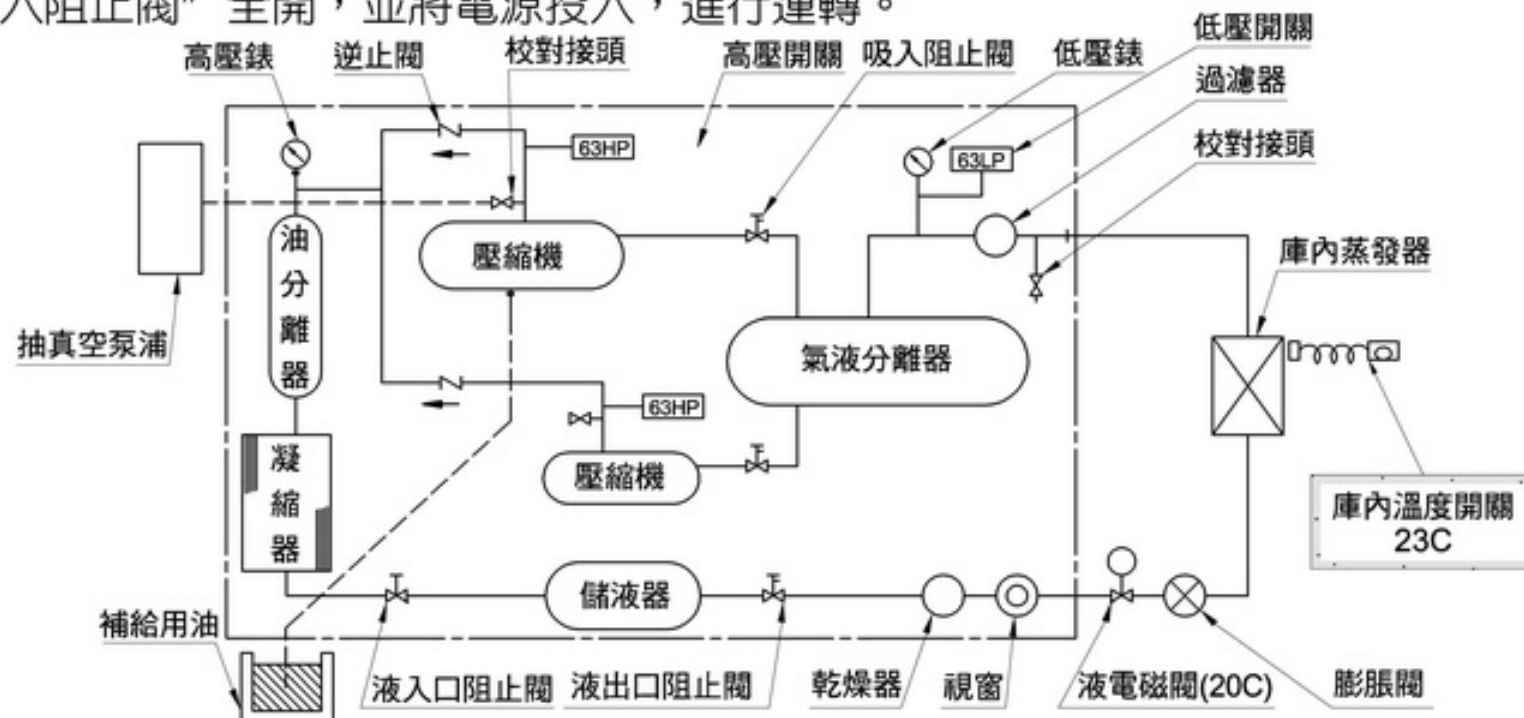 入阻止閥"全開，並將電源投入，進行運轉。
高壓錶
逆止閥
校對接頭
高壓開關
吸入阻止閥
低壓錶
低壓開關
過濾器
校對接頭
63HP
63LP
油分離器
壓縮機
庫內蒸發器
抽真空泵浦
氣液分離器
63HP
凝縮器
壓縮機
庫內溫度開關
23C
儲液器
補給用油
液入口阻止閥
液出口阻止閥
乾燥器
視窗
液電磁閥(20C)
膨脹閥